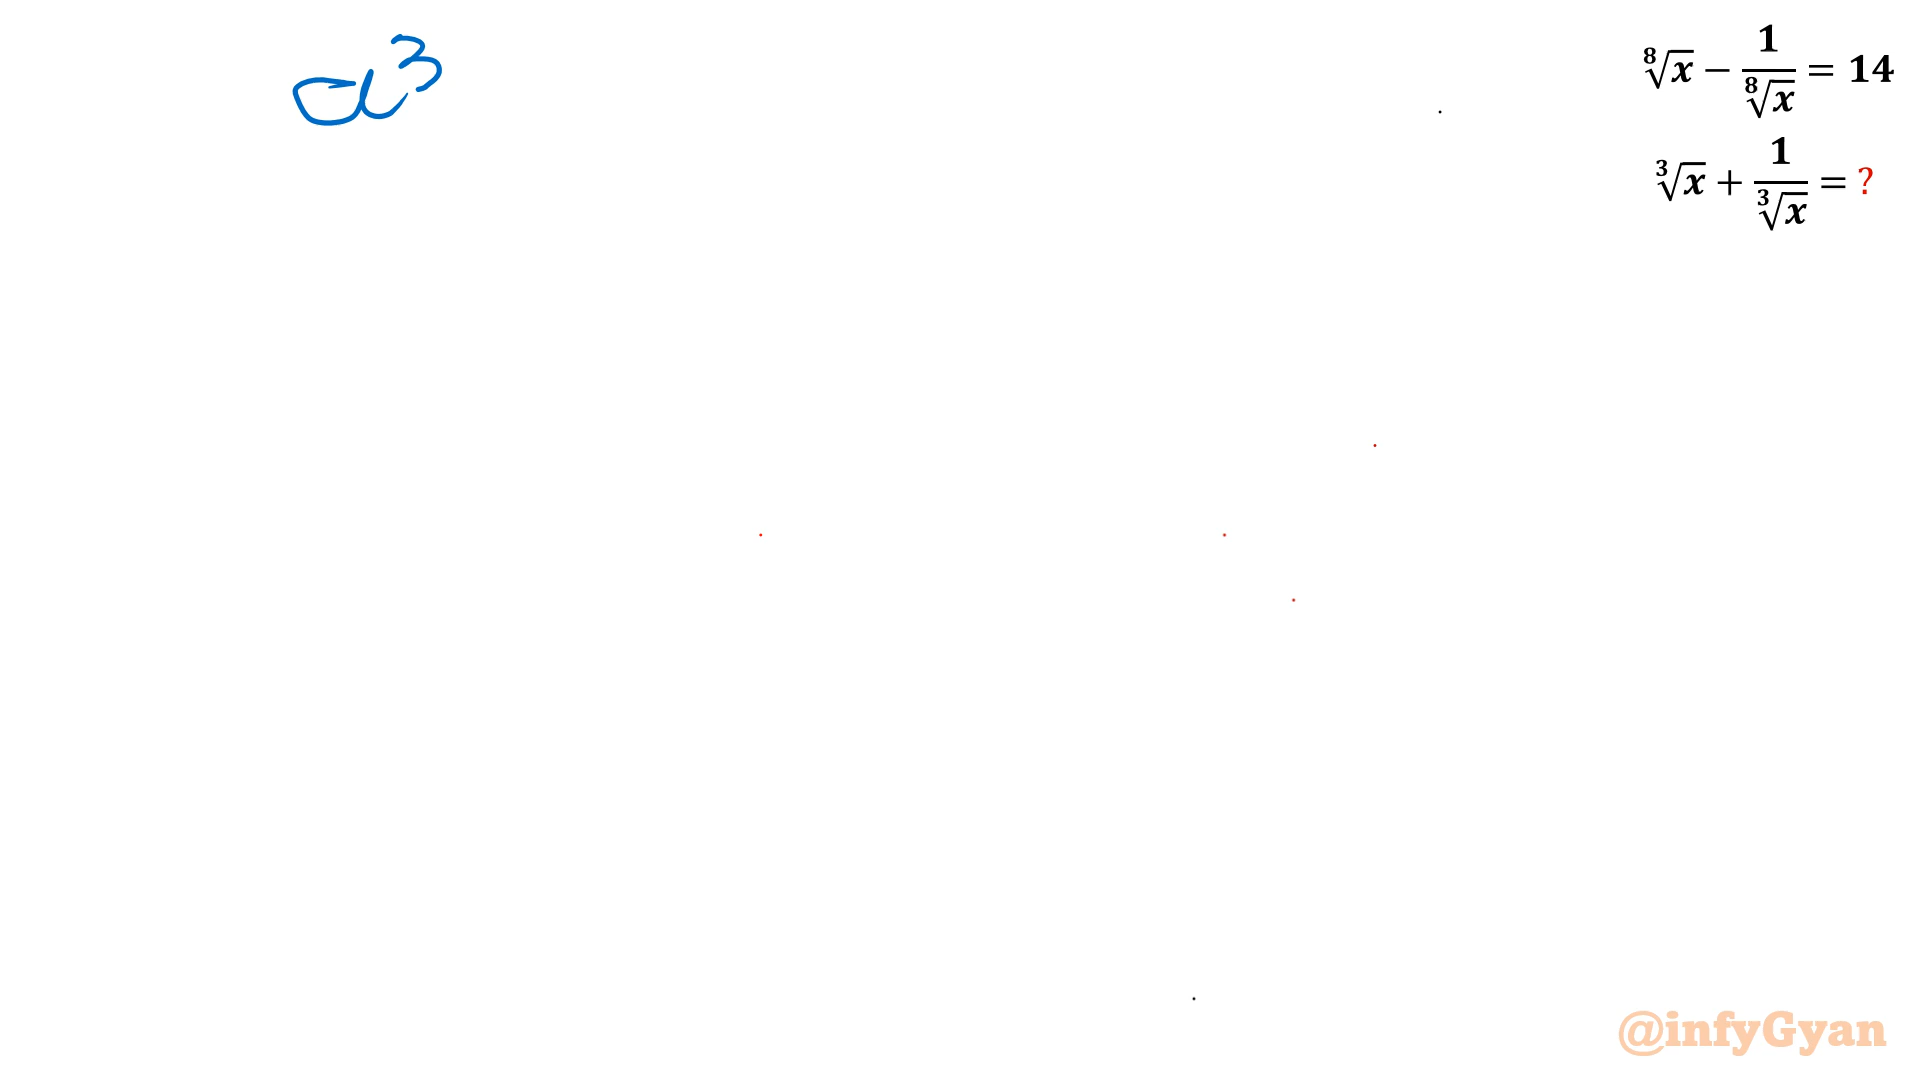 a³
⁸√x − 1/⁸√x = 14
³√x + 1/³√x = ?
@infyGyan